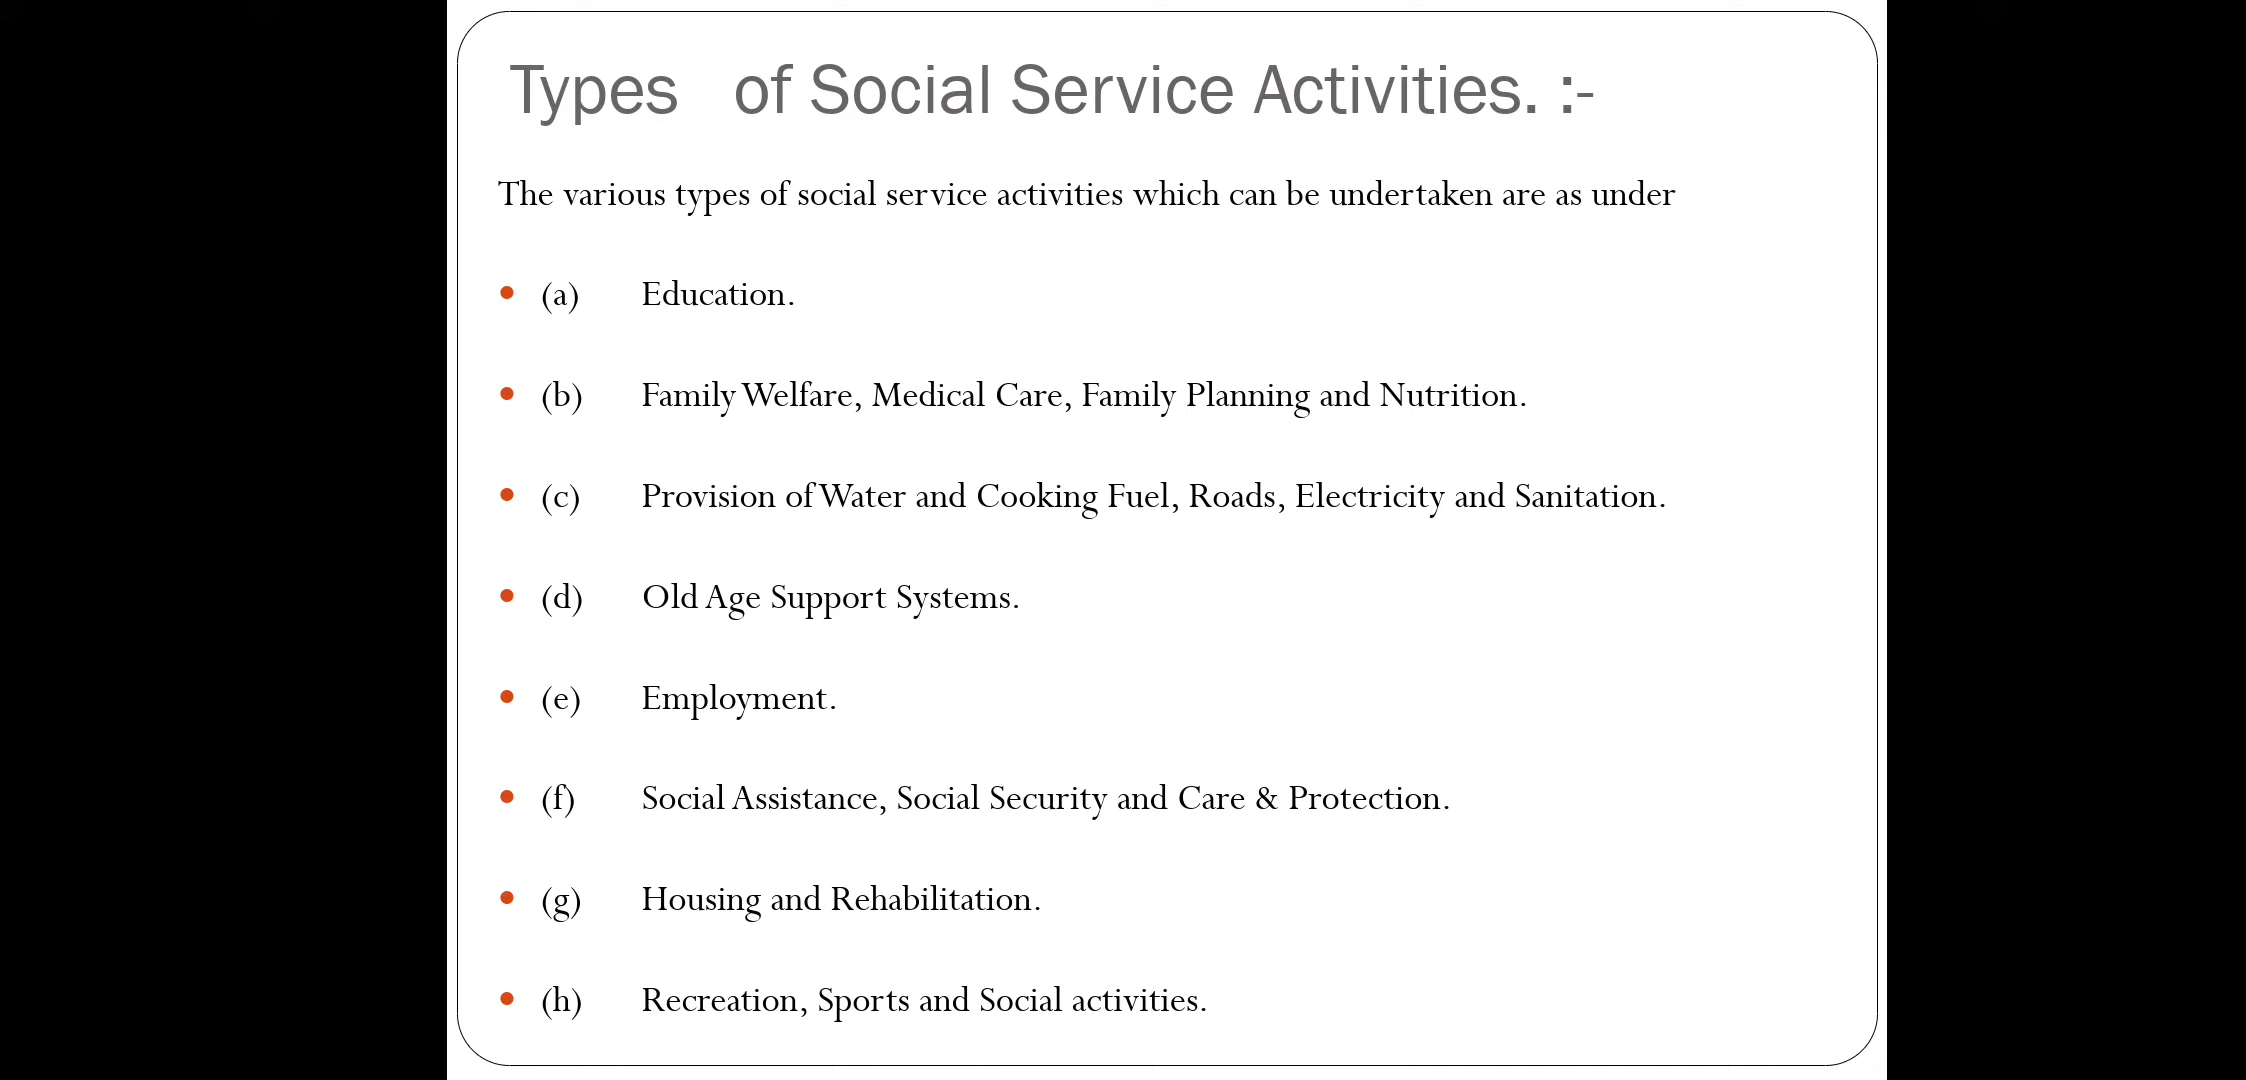 Types of Social Service Activities. :-
The various types of social service activities which can be undertaken are as under
• (a) Education.
• (b) Family Welfare, Medical Care, Family Planning and Nutrition.
• (c) Provision of Water and Cooking Fuel, Roads, Electricity and Sanitation.
• (d) Old Age Support Systems.
• (e) Employment.
• (f) Social Assistance, Social Security and Care & Protection.
• (g) Housing and Rehabilitation.
• (h) Recreation, Sports and Social activities.